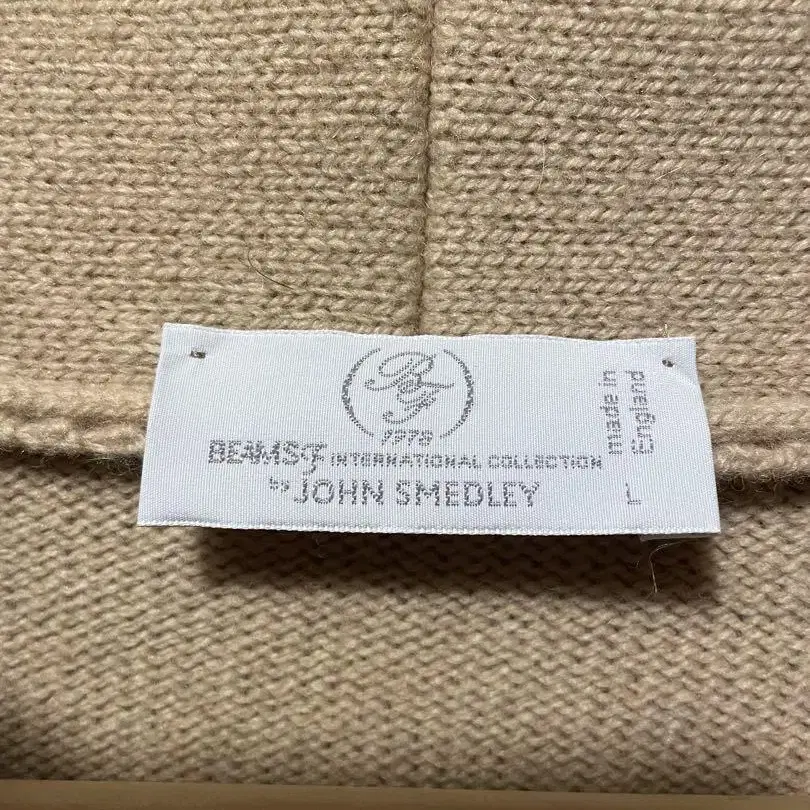 BF
1978
BEAMS F INTERNATIONAL COLLECTION
by JOHN SMEDLEY
made in
England
L